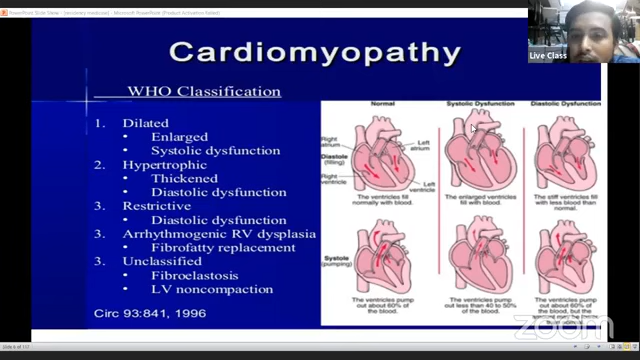 PowerPoint Slide Show - [residency medicine] - Microsoft PowerPoint (Product Activation Failed)
Live Class
Cardiomyopathy
WHO Classification
1. Dilated
• Enlarged
• Systolic dysfunction
2. Hypertrophic
• Thickened
• Diastolic dysfunction
3. Restrictive
• Diastolic dysfunction
3. Arrhythmogenic RV dysplasia
• Fibrofatty replacement
3. Unclassified
• Fibroelastosis
• LV noncompaction
Circ 93:841, 1996
Normal
Systolic Dysfunction
Diastolic Dysfunction
Right atrium
Left atrium
Diastole (filling)
Right ventricle
Left ventricle
The ventricles fill normally with blood.
The enlarged ventricles fill with blood.
The stiff ventricles fill with less blood than normal.
Systole (pumping)
The ventricles pump out about 60% of the blood.
The ventricles pump out less than 40 to 50% of the blood.
The ventricles pump out about 60% of the blood, but the
zoom